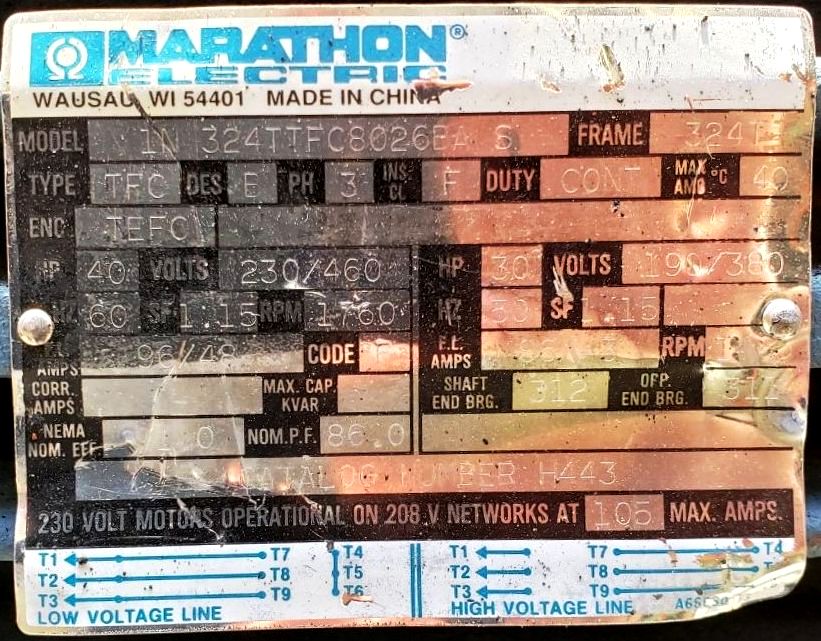 MARATHON®
ELECTRIC
WAUSAU, WI 54401 MADE IN CHINA
MODEL 1N 324TTFC8026 S FRAME
TYPE TFC DES E PH 3 INS. CL F DUTY CONT MAX AMB °C 40
ENC TEFC
HP 40 VOLTS 230/460 HP 30 VOLTS 190/380
HZ 60 SF 1.15 RPM 1760 HZ 50 SF 1.15
F.L. AMPS 96/48 CODE F.L. AMPS RPM
CORR. AMPS MAX. CAP. KVAR SHAFT END BRG. 312 OPP. END BRG.
NEMA NOM. EFF. NOM. P.F. 86.0
CATALOG NUMBER H443
230 VOLT MOTORS OPERATIONAL ON 208 V NETWORKS AT 105 MAX. AMPS.
T1 T7 T4 T1 T7 T4
T2 T8 T5 T2 T8
T3 T9 T6 T3 T9
LOW VOLTAGE LINE HIGH VOLTAGE LINE